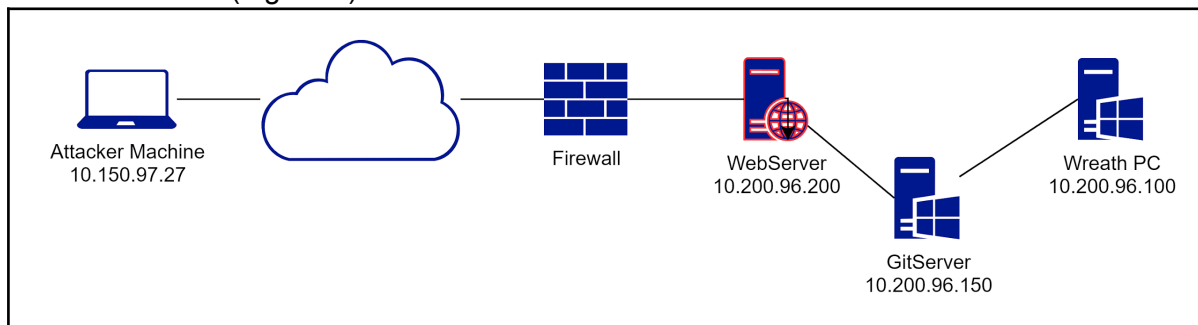 Attacker Machine
10.150.97.27
Firewall
WebServer
10.200.96.200
GitServer
10.200.96.150
Wreath PC
10.200.96.100